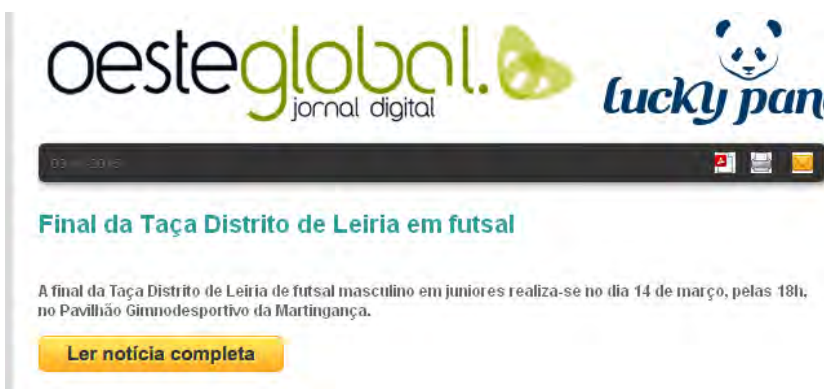 oesteglobal.
jornal digital
lucky pan
Final da Taça Distrito de Leiria em futsal
A final da Taça Distrito de Leiria de futsal masculino em juniores realiza-se no dia 14 de março, pelas 18h,
no Pavilhão Gimnodesportivo da Martingança.
Ler notícia completa